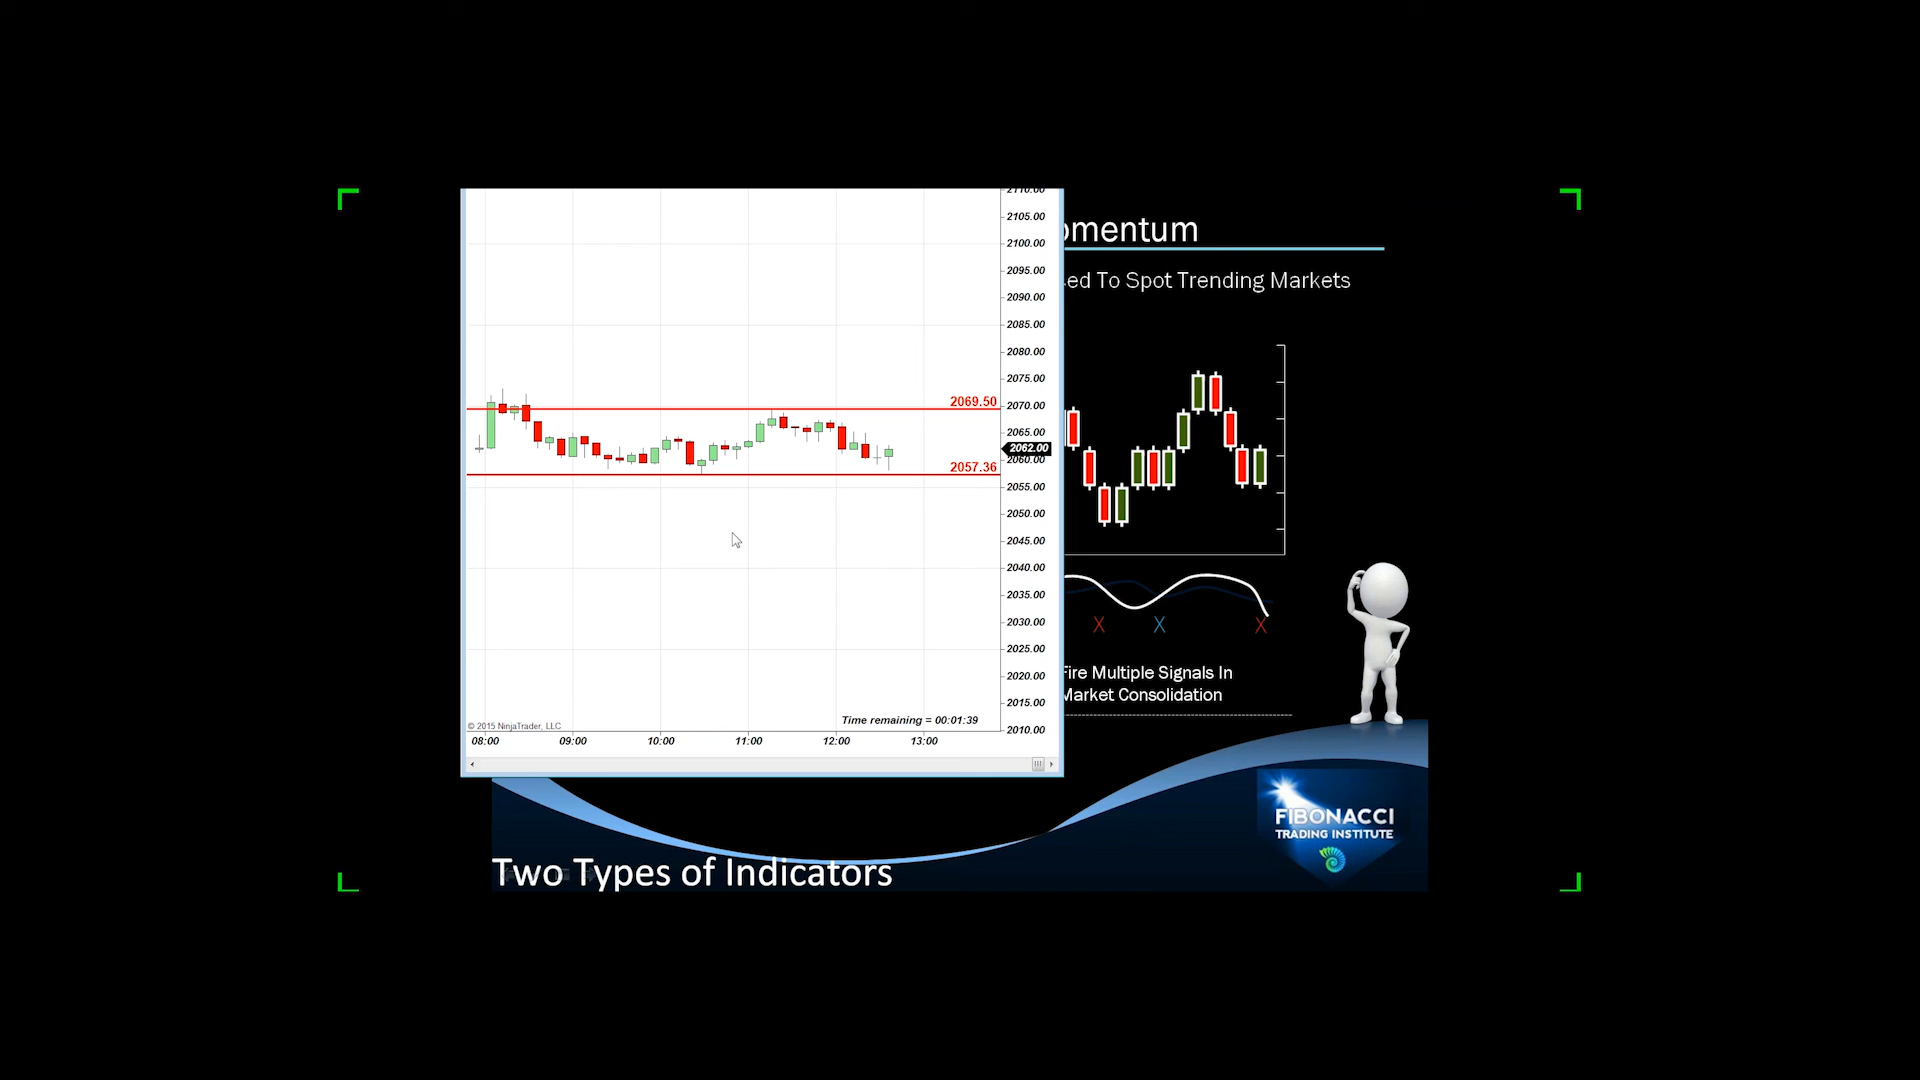 omentum
ed To Spot Trending Markets
2110.00
2105.00
2100.00
2095.00
2090.00
2085.00
2080.00
2075.00
2070.00
2065.00
2062.00
2060.00
2055.00
2050.00
2045.00
2040.00
2035.00
2030.00
2025.00
2020.00
2015.00
2010.00
2069.50
2057.36
Time remaining = 00:01:39
© 2015 NinjaTrader, LLC
08:00 09:00 10:00 11:00 12:00 13:00
X X X
Fire Multiple Signals In
Market Consolidation
FIBONACCI
TRADING INSTITUTE
Two Types of Indicators